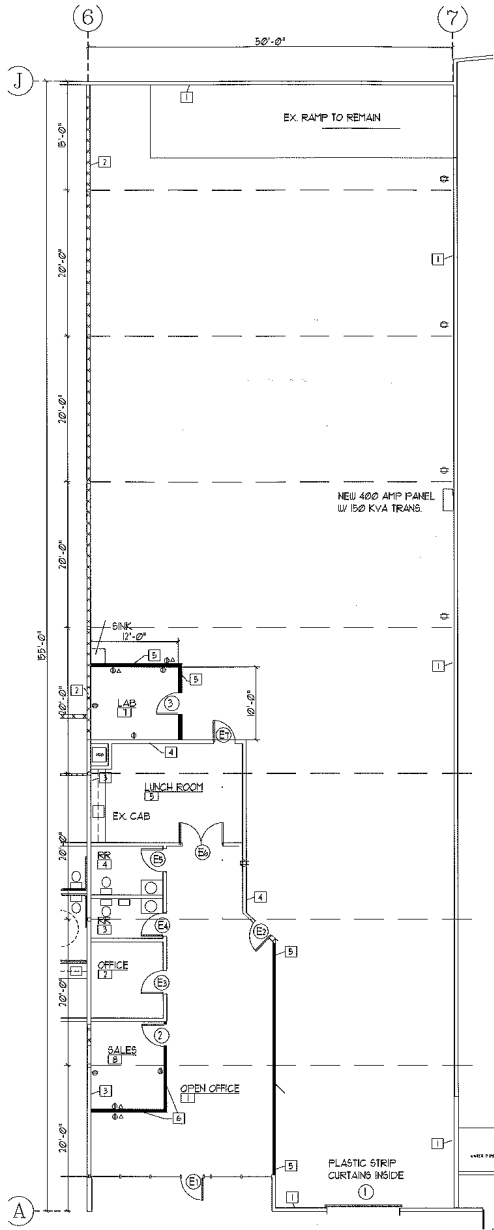 6
7
50'-0"
J
1
EX. RAMP TO REMAIN
15'-0"
2
20'-0"
1
20'-0"
NEW 400 AMP PANEL
W/ 150 KVA TRANS.
20'-0"
155'-0"
SINK
12'-0"
5
5
1
2
LAB
7
3
20'-0"
10'-0"
E7
4
LUNCH ROOM
5
3
EX. CAB
20'-0"
E6
RR
4
E5
4
RR
3
E4
E2
OFFICE
2
E3
5
20'-0"
2
SALES
8
3
OPEN OFFICE
1
6
20'-0"
1
PLASTIC STRIP
CURTAINS INSIDE
5
E1
1
1
A